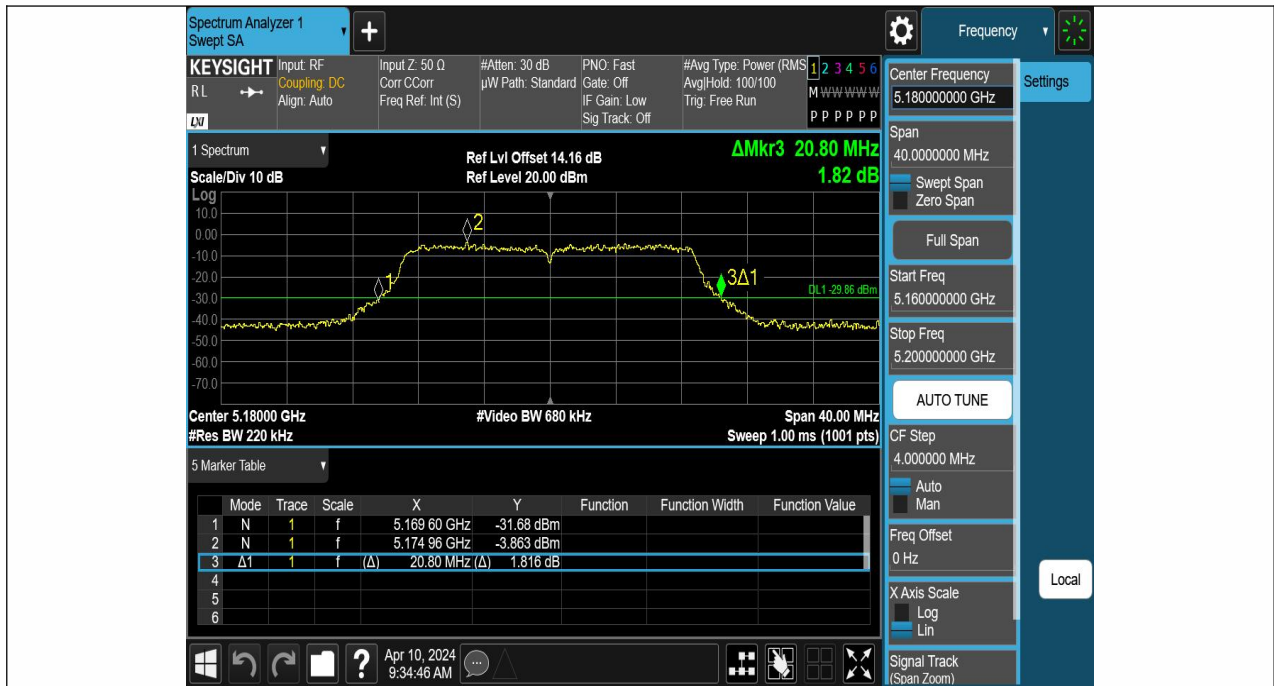 Spectrum Analyzer 1
Swept SA
+
Frequency
KEYSIGHT
RL
LXI
Input: RF
Coupling: DC
Align: Auto
Input Z: 50 Ω
Corr CCorr
Freq Ref: Int (S)
#Atten: 30 dB
µW Path: Standard
PNO: Fast
Gate: Off
IF Gain: Low
Sig Track: Off
#Avg Type: Power (RMS
Avg|Hold: 100/100
Trig: Free Run
1 2 3 4 5 6
M W W W W W
P P P P P P
1 Spectrum
Scale/Div 10 dB
Ref Lvl Offset 14.16 dB
Ref Level 20.00 dBm
ΔMkr3 20.80 MHz
1.82 dB
Log
10.0
0.00
-10.0
-20.0
-30.0
-40.0
-50.0
-60.0
-70.0
2
1
3Δ1
DL1 -29.86 dBm
Center 5.18000 GHz
#Video BW 680 kHz
Span 40.00 MHz
#Res BW 220 kHz
Sweep 1.00 ms (1001 pts)
5 Marker Table
Mode Trace Scale X Y Function Function Width Function Value
1 N 1 f 5.169 60 GHz -31.68 dBm
2 N 1 f 5.174 96 GHz -3.863 dBm
3 Δ1 1 f (Δ) 20.80 MHz (Δ) 1.816 dB
4
5
6
?
Apr 10, 2024
9:34:46 AM
Center Frequency
5.180000000 GHz
Span
40.0000000 MHz
Swept Span
Zero Span
Full Span
Start Freq
5.160000000 GHz
Stop Freq
5.200000000 GHz
AUTO TUNE
CF Step
4.000000 MHz
Auto
Man
Freq Offset
0 Hz
X Axis Scale
Log
Lin
Signal Track
(Span Zoom)
Settings
Local